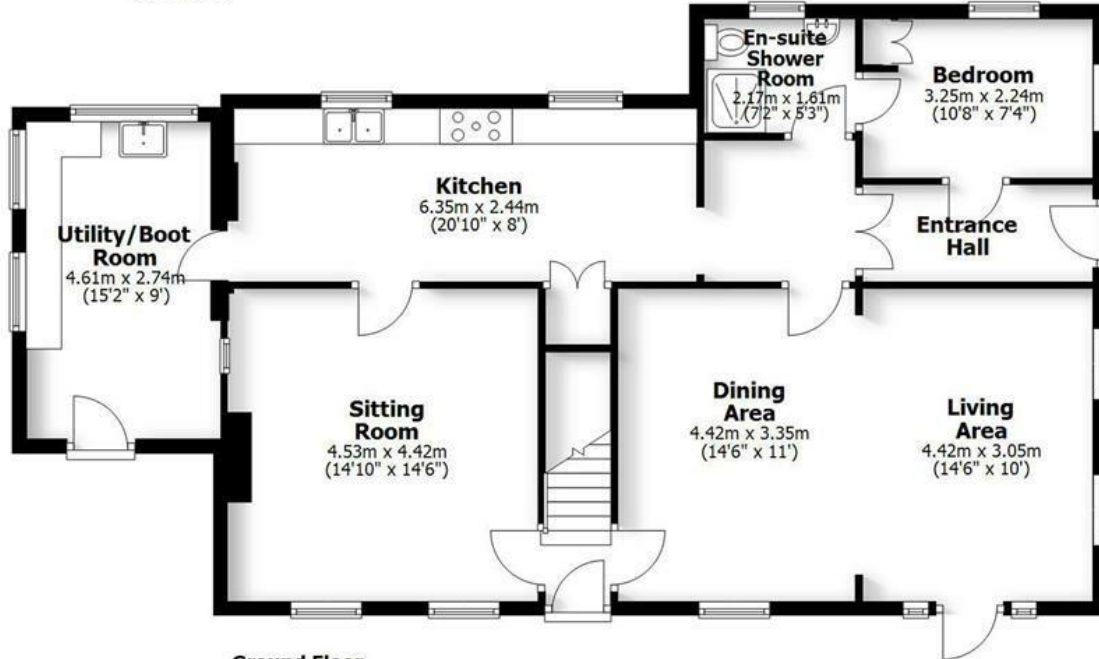 En-suite
Shower
Room
2.17m x 1.61m
(7'2" x 5'3")
Bedroom
3.25m x 2.24m
(10'8" x 7'4")
Kitchen
6.35m x 2.44m
(20'10" x 8')
Entrance
Hall
Utility/Boot
Room
4.61m x 2.74m
(15'2" x 9')
Sitting
Room
4.53m x 4.42m
(14'10" x 14'6")
Dining
Area
4.42m x 3.35m
(14'6" x 11')
Living
Area
4.42m x 3.05m
(14'6" x 10')
Ground Floor